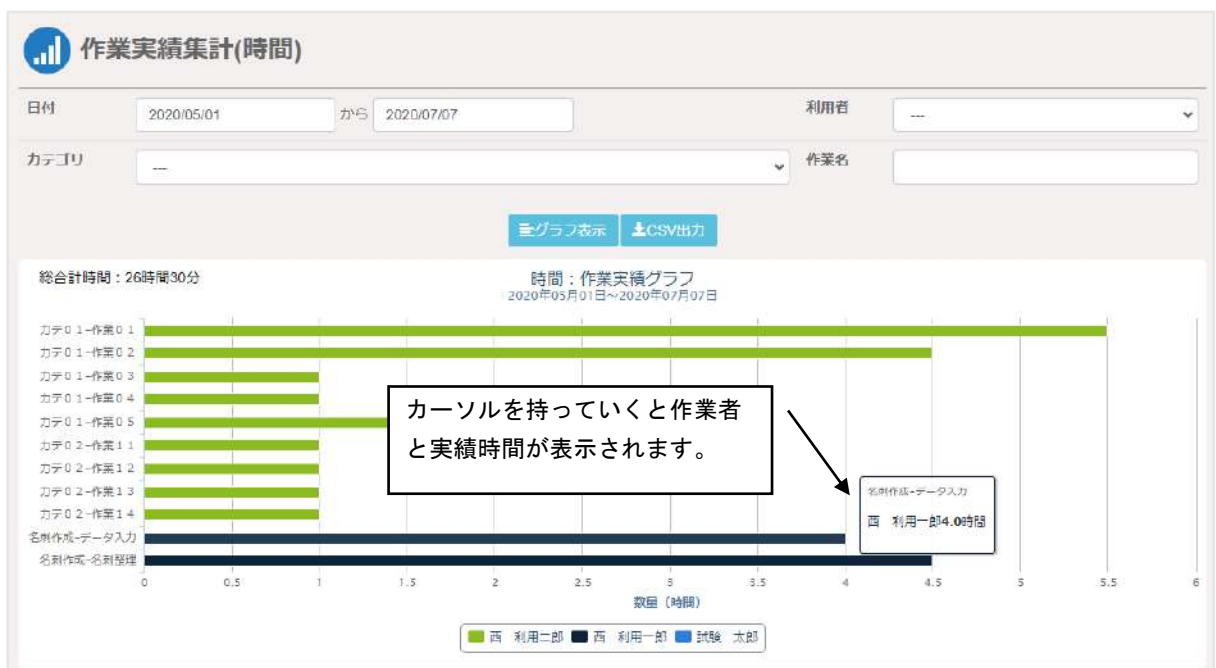 作業実績集計(時間)
日付 2020/05/01 から 2020/07/07 利用者 ---
カテゴリ --- 作業名
グラフ表示 CSV出力
総合計時間：26時間30分
時間：作業実績グラフ
2020年05月01日～2020年07月07日
カテ０１-作業０１
カテ０１-作業０２
カテ０１-作業０３
カテ０１-作業０４
カテ０１-作業０５
カテ０２-作業１１
カテ０２-作業１２
カテ０２-作業１３
カテ０２-作業１４
名刺作成-データ入力
名刺作成-名刺整理
カーソルを持っていくと作業者
と実績時間が表示されます。
名刺作成-データ入力
西　利用一郎4.0時間
0 0.5 1 1.5 2 2.5 3 3.5 4 4.5 5 5.5 6
数量（時間）
西　利用二郎 西　利用一郎 試験　太郎